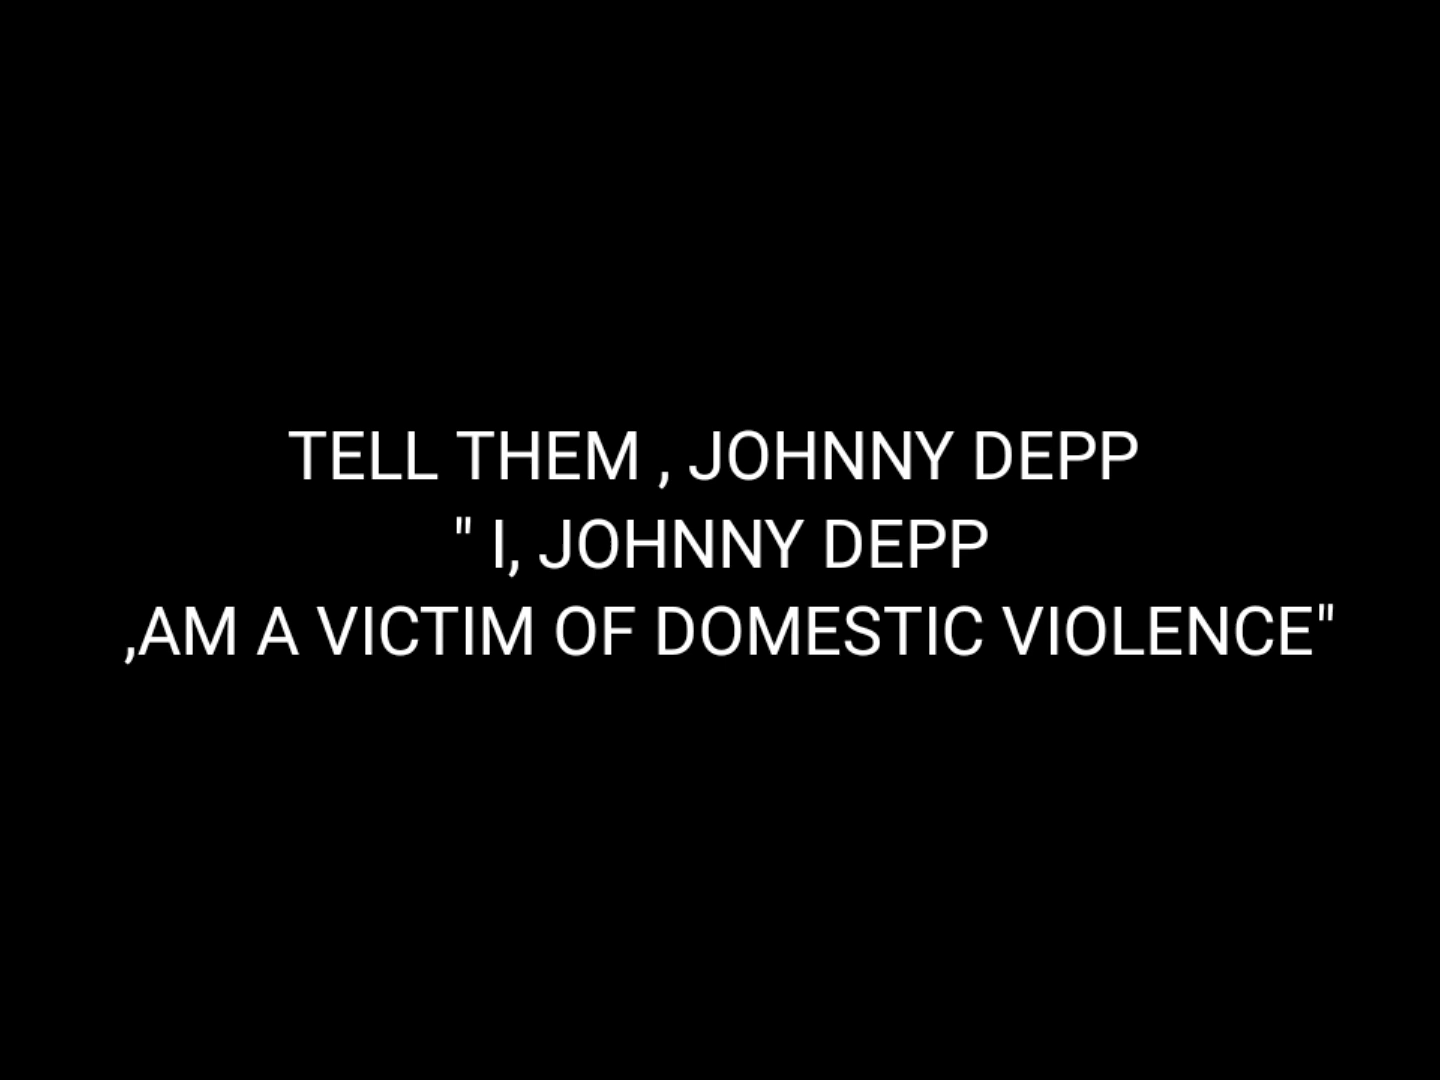 TELL THEM , JOHNNY DEPP
" I, JOHNNY DEPP
,AM A VICTIM OF DOMESTIC VIOLENCE"